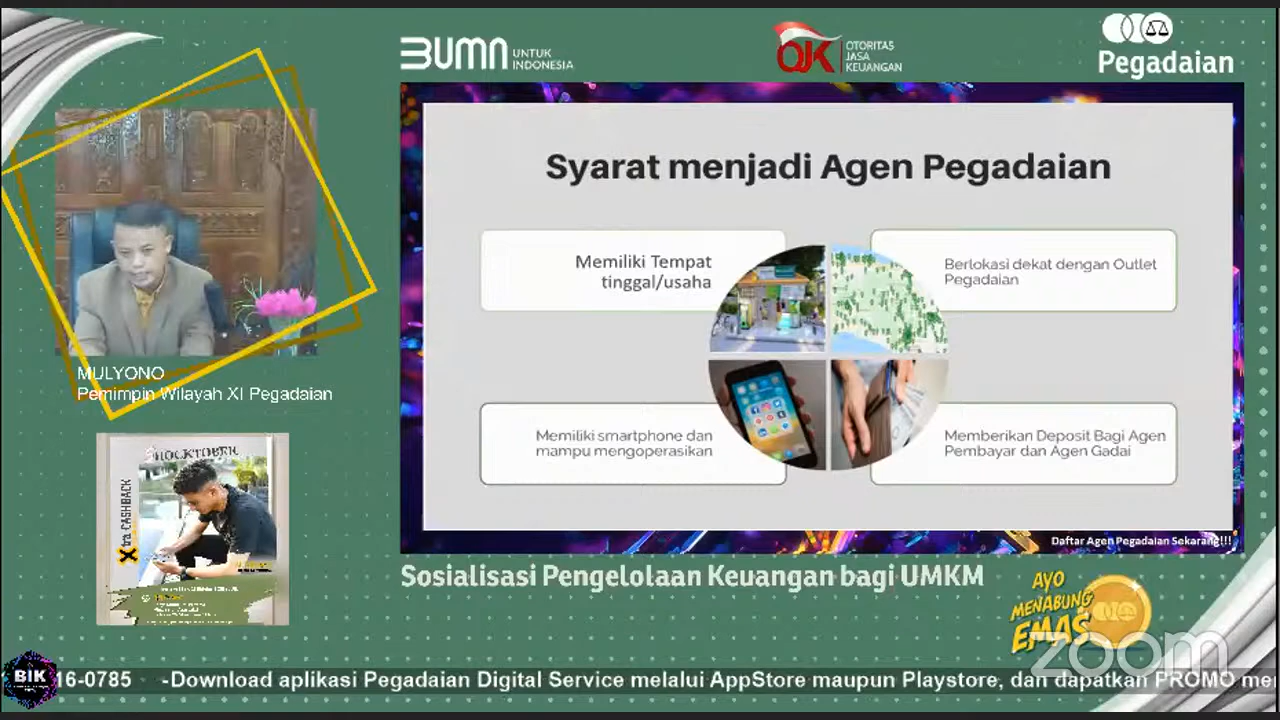 BUMN UNTUK
INDONESIA
OJK OTORITAS
JASA
KEUANGAN
Pegadaian
Syarat menjadi Agen Pegadaian
Memiliki Tempat
tinggal/usaha
Berlokasi dekat dengan Outlet
Pegadaian
Memiliki smartphone dan
mampu mengoperasikan
Memberikan Deposit Bagi Agen
Pembayar dan Agen Gadai
Daftar Agen Pegadaian Sekarang!!!
MULYONO
Pemimpin Wilayah XI Pegadaian
SHOCKTOBER
Xtra CASHBACK
Sosialisasi Pengelolaan Keuangan bagi UMKM
AYO
MENABUNG
EMAS
zoom
BIK
16-0785 -Download aplikasi Pegadaian Digital Service melalui AppStore maupun Playstore, dan dapatkan PROMO me